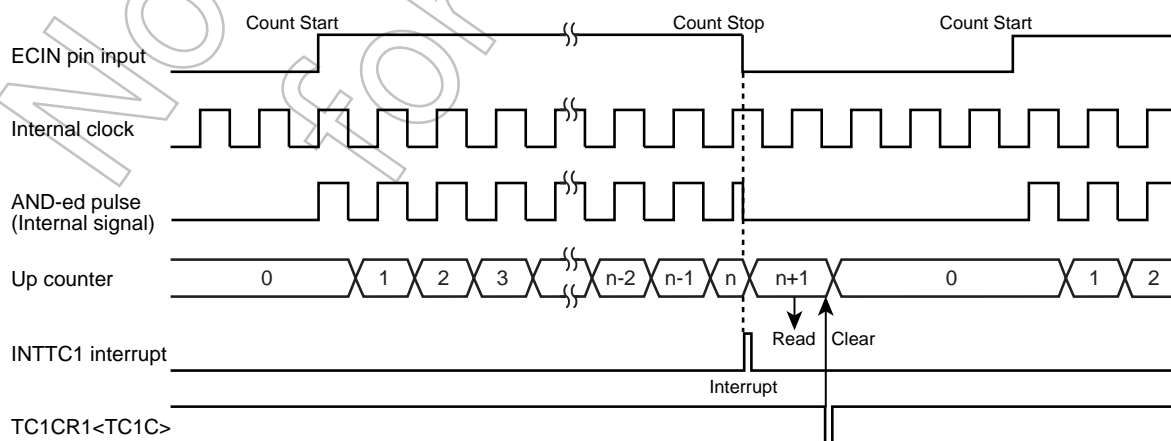 Count Start Count Stop Count Start
ECIN pin input
Internal clock
AND-ed pulse
(Internal signal)
Up counter 0 1 2 3 n-2 n-1 n n+1 0 1 2
Read Clear
INTTC1 interrupt
Interrupt
TC1CR1<TC1C>